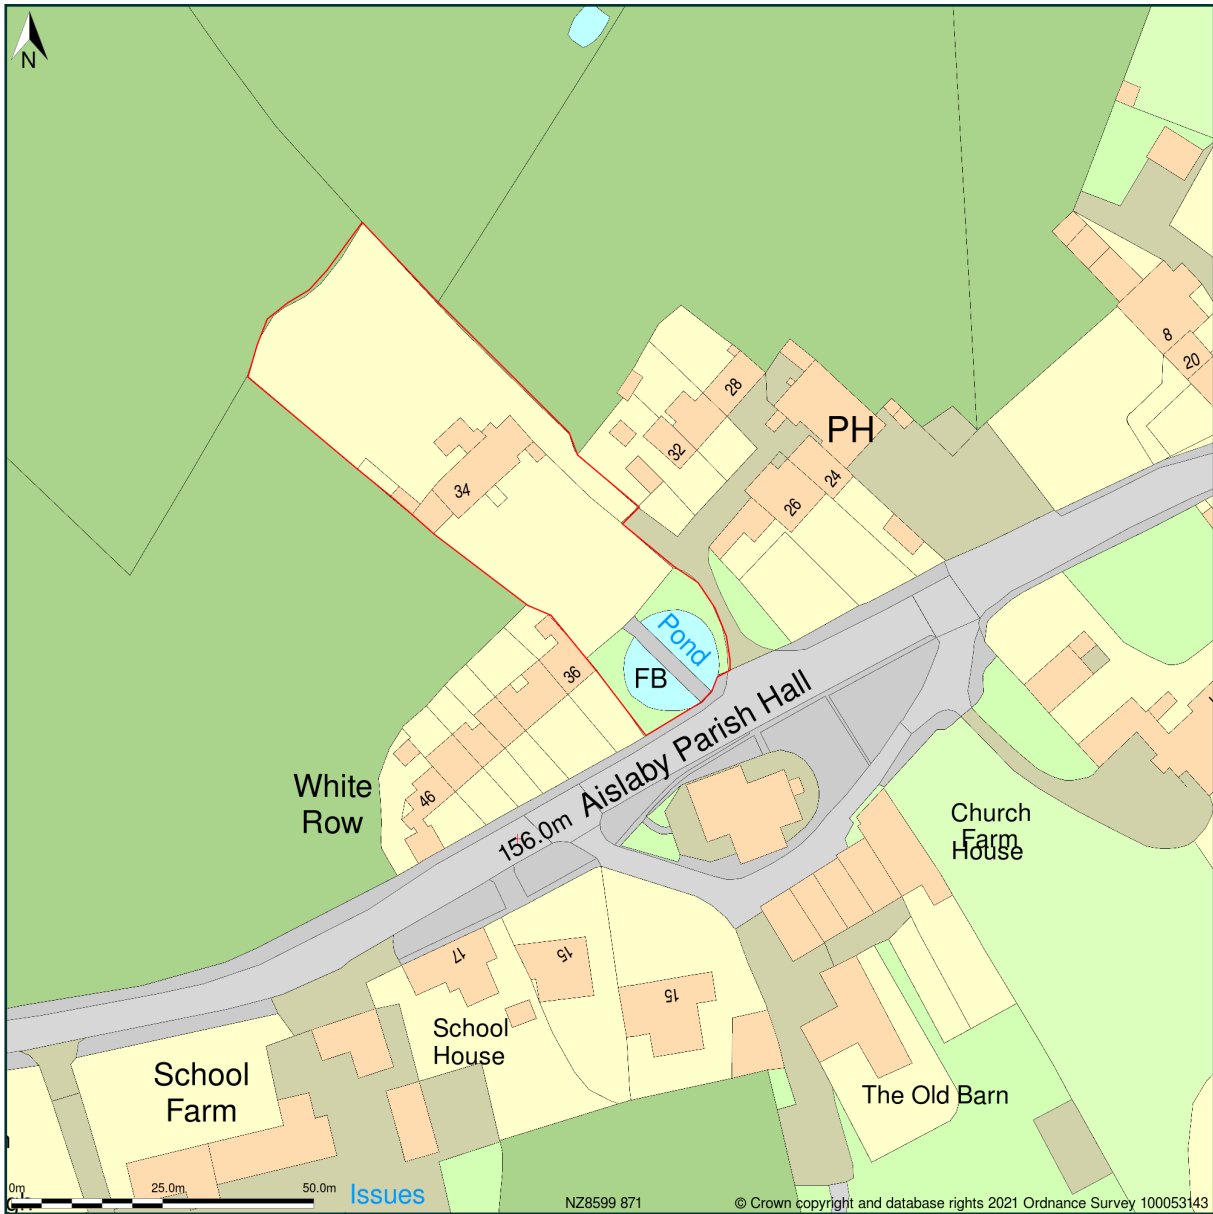 N
8
20
28
PH
32
24
34
26
Pond
36
FB
Aislaby Parish Hall
White
Row
46
156.0m
Church
Farm
House
17
15
15
School
House
School
Farm
The Old Barn
0m
25.0m
50.0m
Issues
NZ8599 871
© Crown copyright and database rights 2021 Ordnance Survey 100053143